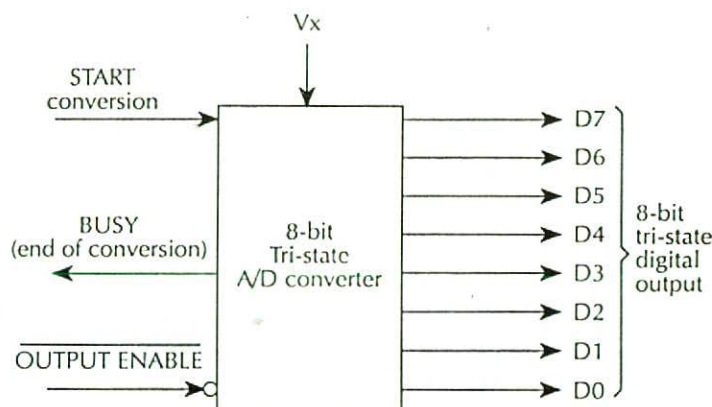 Vx
START
conversion
BUSY
(end of conversion)
OUTPUT ENABLE
8-bit
Tri-state
A/D converter
D7
D6
D5
D4
D3
D2
D1
D0
8-bit
tri-state
digital
output